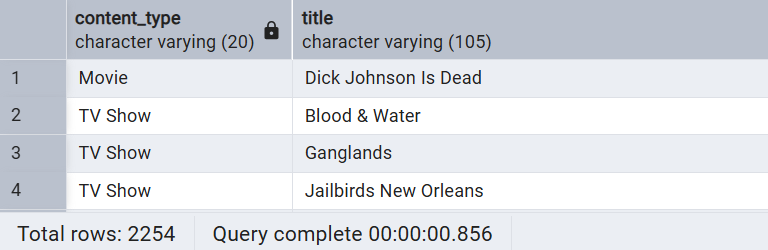 content_type title
character varying (20) character varying (105)
1 Movie Dick Johnson Is Dead
2 TV Show Blood & Water
3 TV Show Ganglands
4 TV Show Jailbirds New Orleans
Total rows: 2254 Query complete 00:00:00.856